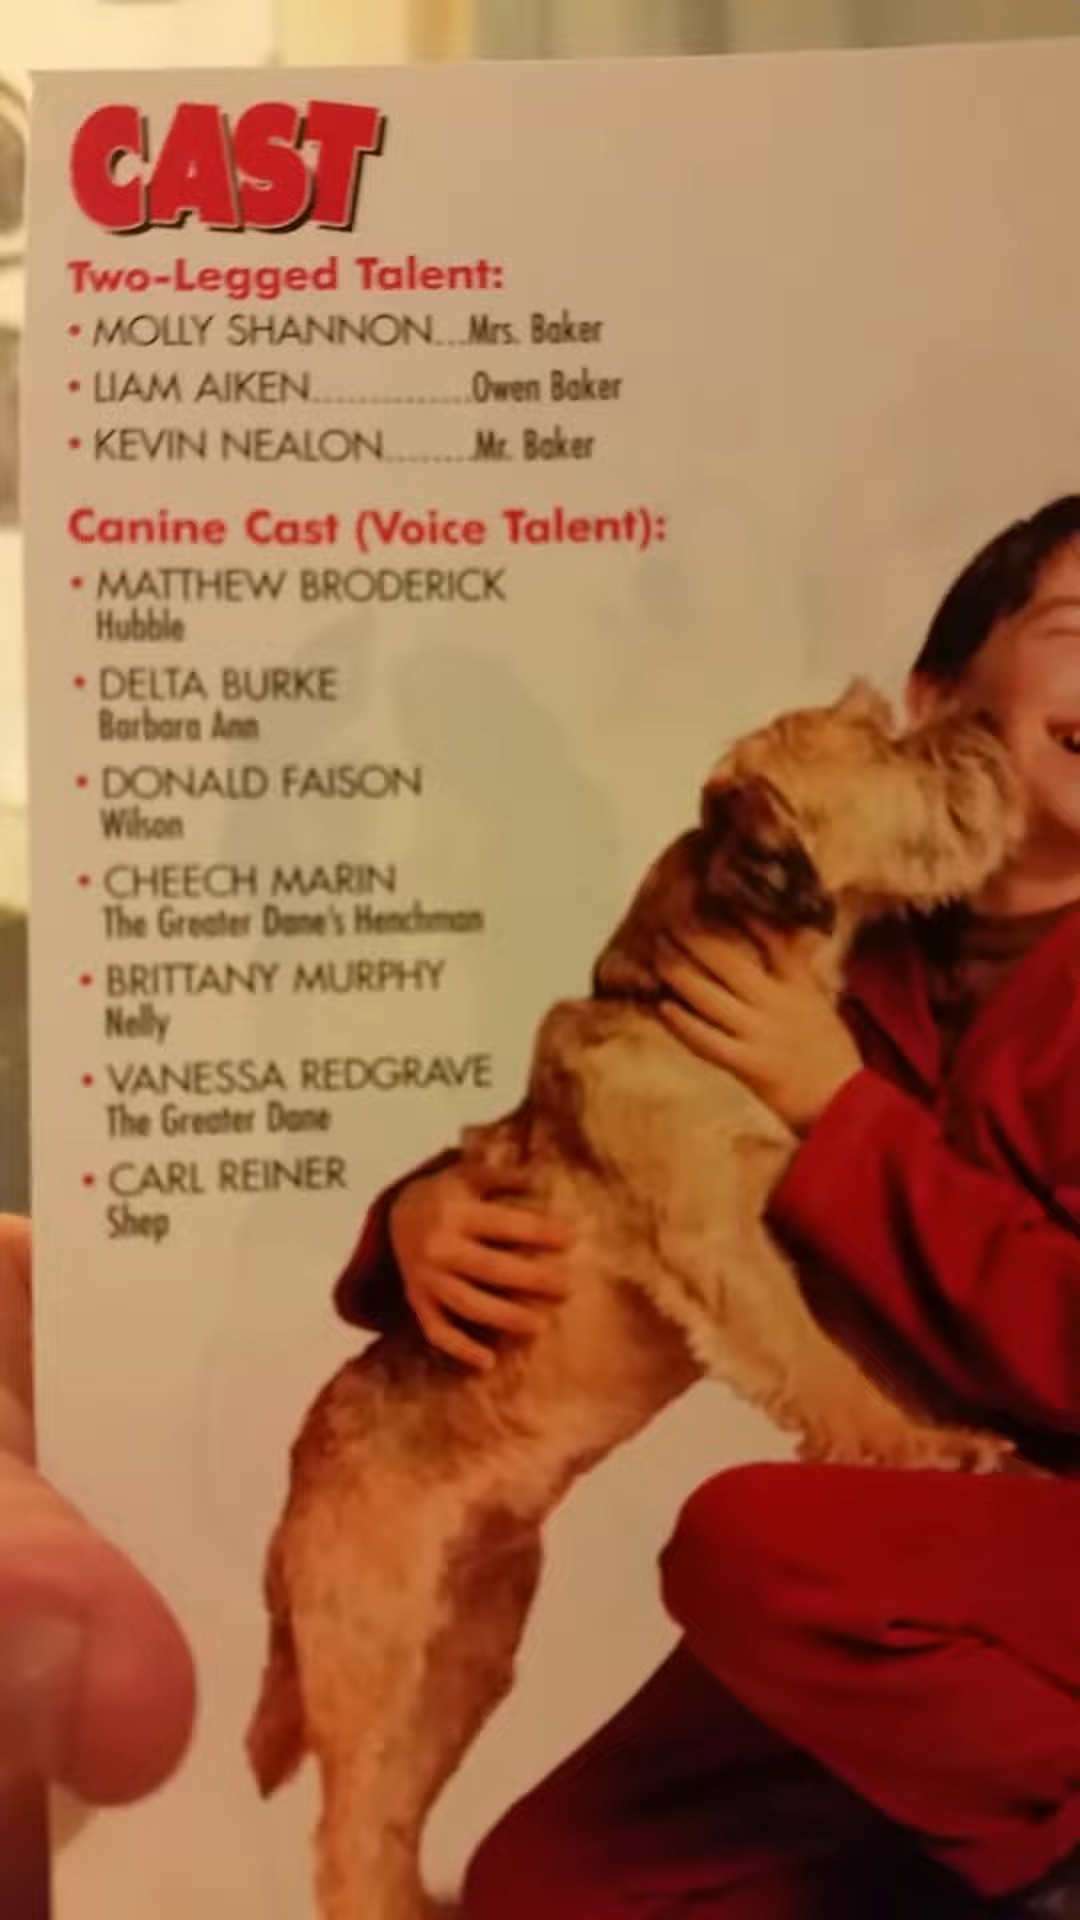 CAST
Two-Legged Talent:
• MOLLY SHANNON...Mrs. Baker
• LIAM AIKEN..............Owen Baker
• KEVIN NEALON........Mr. Baker
Canine Cast (Voice Talent):
• MATTHEW BRODERICK
Hubble
• DELTA BURKE
Barbara Ann
• DONALD FAISON
Wilson
• CHEECH MARIN
The Greater Dane's Henchman
• BRITTANY MURPHY
Nelly
• VANESSA REDGRAVE
The Greater Dane
• CARL REINER
Shep